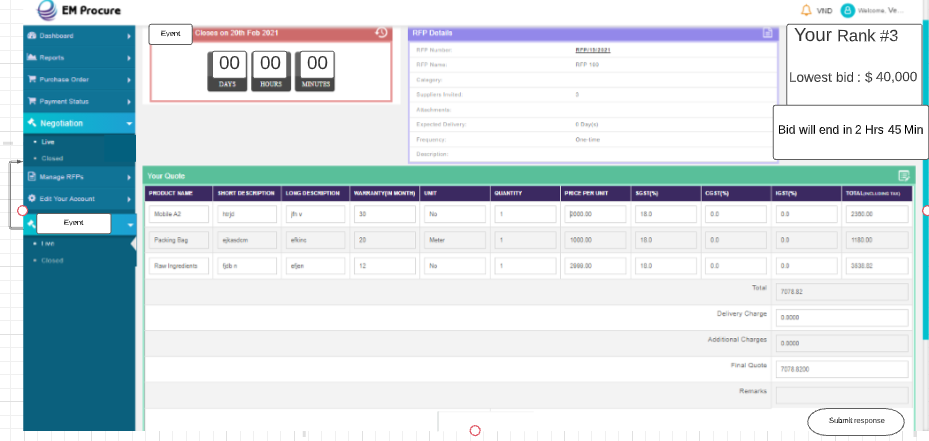 EM Procure
VND
Welcome, Ve...
Dashboard
Reports
Purchase Order
Payment Status
Negotiation
Live
Closed
Manage RFPs
Edit Your Account
Event
Live
Closed
Event
Closes on 20th Feb 2021
00 00 00
DAYS HOURS MINUTES
RFP Details
RFP Number: RFP/15/2021
RFP Name: RFP 160
Category:
Suppliers Invited: 5
Attachments:
Expected Delivery: 0 Day(s)
Frequency: One-time
Description:
Your Rank #3
Lowest bid : $ 40,000
Bid will end in 2 Hrs 45 Min
Your Quote
PRODUCT NAME SHORT DESCRIPTION LONG DESCRIPTION WARRANTY(IN MONTH) UNIT QUANTITY PRICE PER UNIT SGST(%) CGST(%) IGST(%) TOTAL(INCLUDING TAX)
Mobile A2 30 No 1 2000.00 18.0 0.0 0.0 2360.00
Packing Bag 20 Meter 1 1000.00 18.0 0.0 0.0 1180.00
Raw Ingredients 12 No 1 2999.00 18.0 0.0 0.0 3538.82
Total 7078.82
Delivery Charge 0.0000
Additional Charges 0.0000
Final Quote 7078.8200
Remarks
Submit response